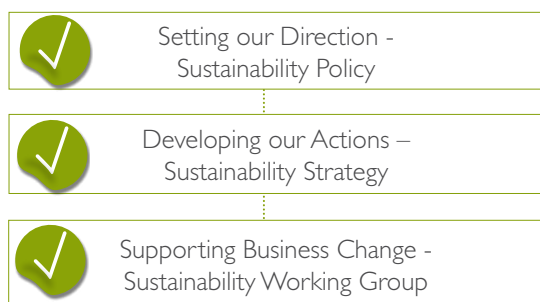 Setting our Direction -
Sustainability Policy
Developing our Actions –
Sustainability Strategy
Supporting Business Change -
Sustainability Working Group